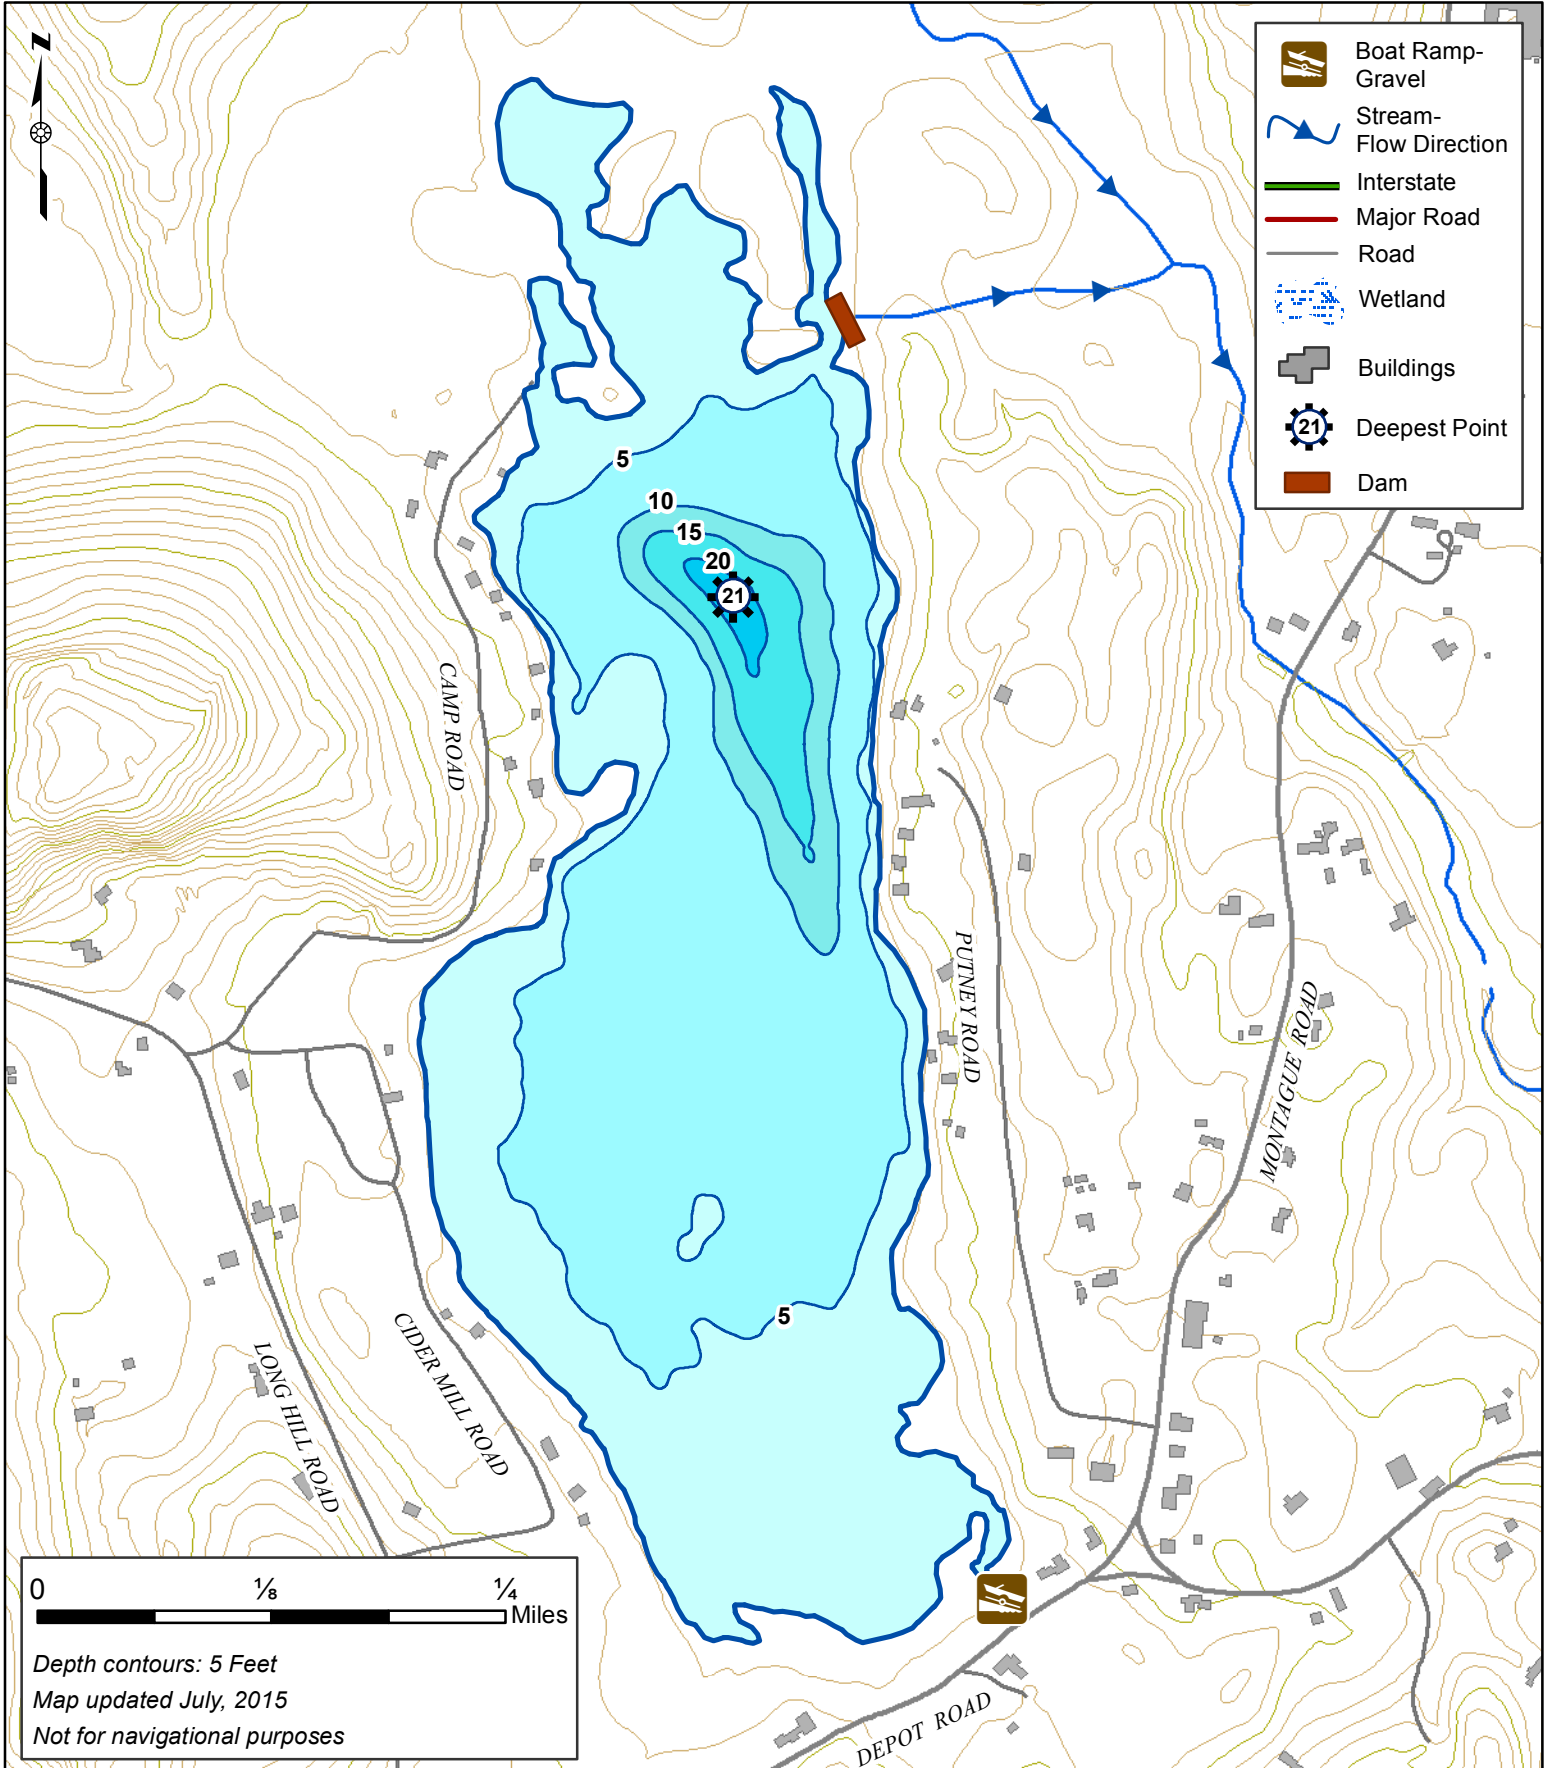 N
Boat Ramp-
Gravel
Stream-
Flow Direction
Interstate
Major Road
Road
Wetland
Buildings
21
Deepest Point
Dam
5
10
15
20
21
CAMP ROAD
PUTNEY ROAD
MONTAGUE ROAD
5
CIDER MILL ROAD
LONG HILL ROAD
DEPOT ROAD
0 ⅛ ¼
Miles
Depth contours: 5 Feet
Map updated July, 2015
Not for navigational purposes